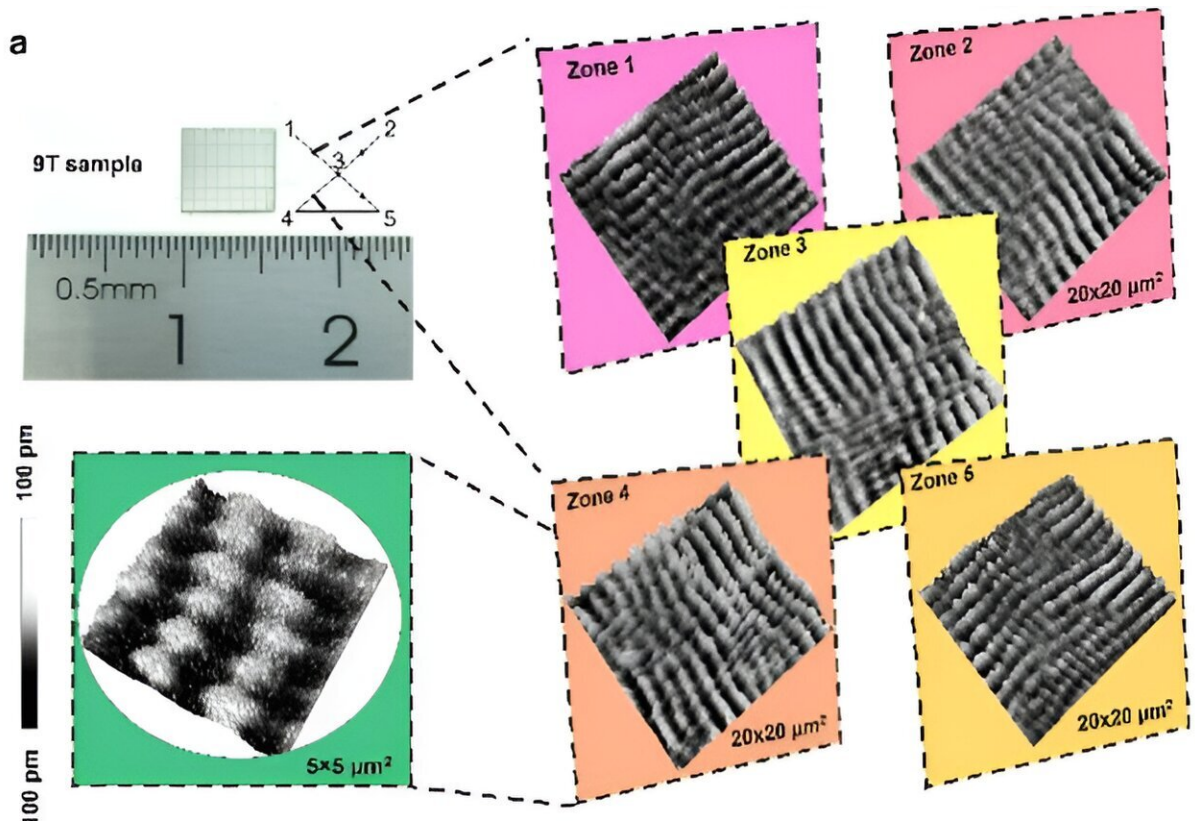 a
9T sample
1
2
3
4
5
0.5mm
1
2
Zone 1
Zone 2
20x20 µm²
Zone 3
Zone 4
20x20 µm²
Zone 5
20x20 µm²
100 pm
100 pm
5×5 µm²